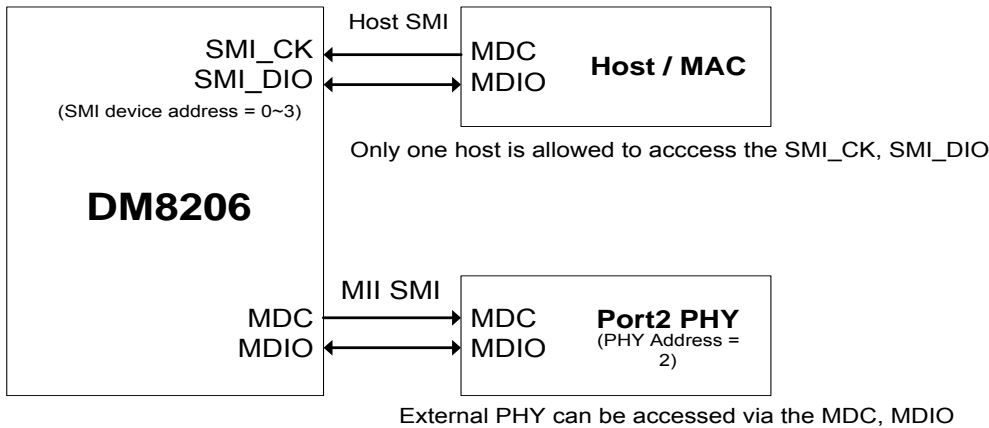 Host SMI
SMI_CK
MDC
SMI_DIO
MDIO
Host / MAC
(SMI device address = 0~3)
Only one host is allowed to acccess the SMI_CK, SMI_DIO
DM8206
MII SMI
MDC
MDC
MDIO
MDIO
Port2 PHY
(PHY Address =
2)
External PHY can be accessed via the MDC, MDIO